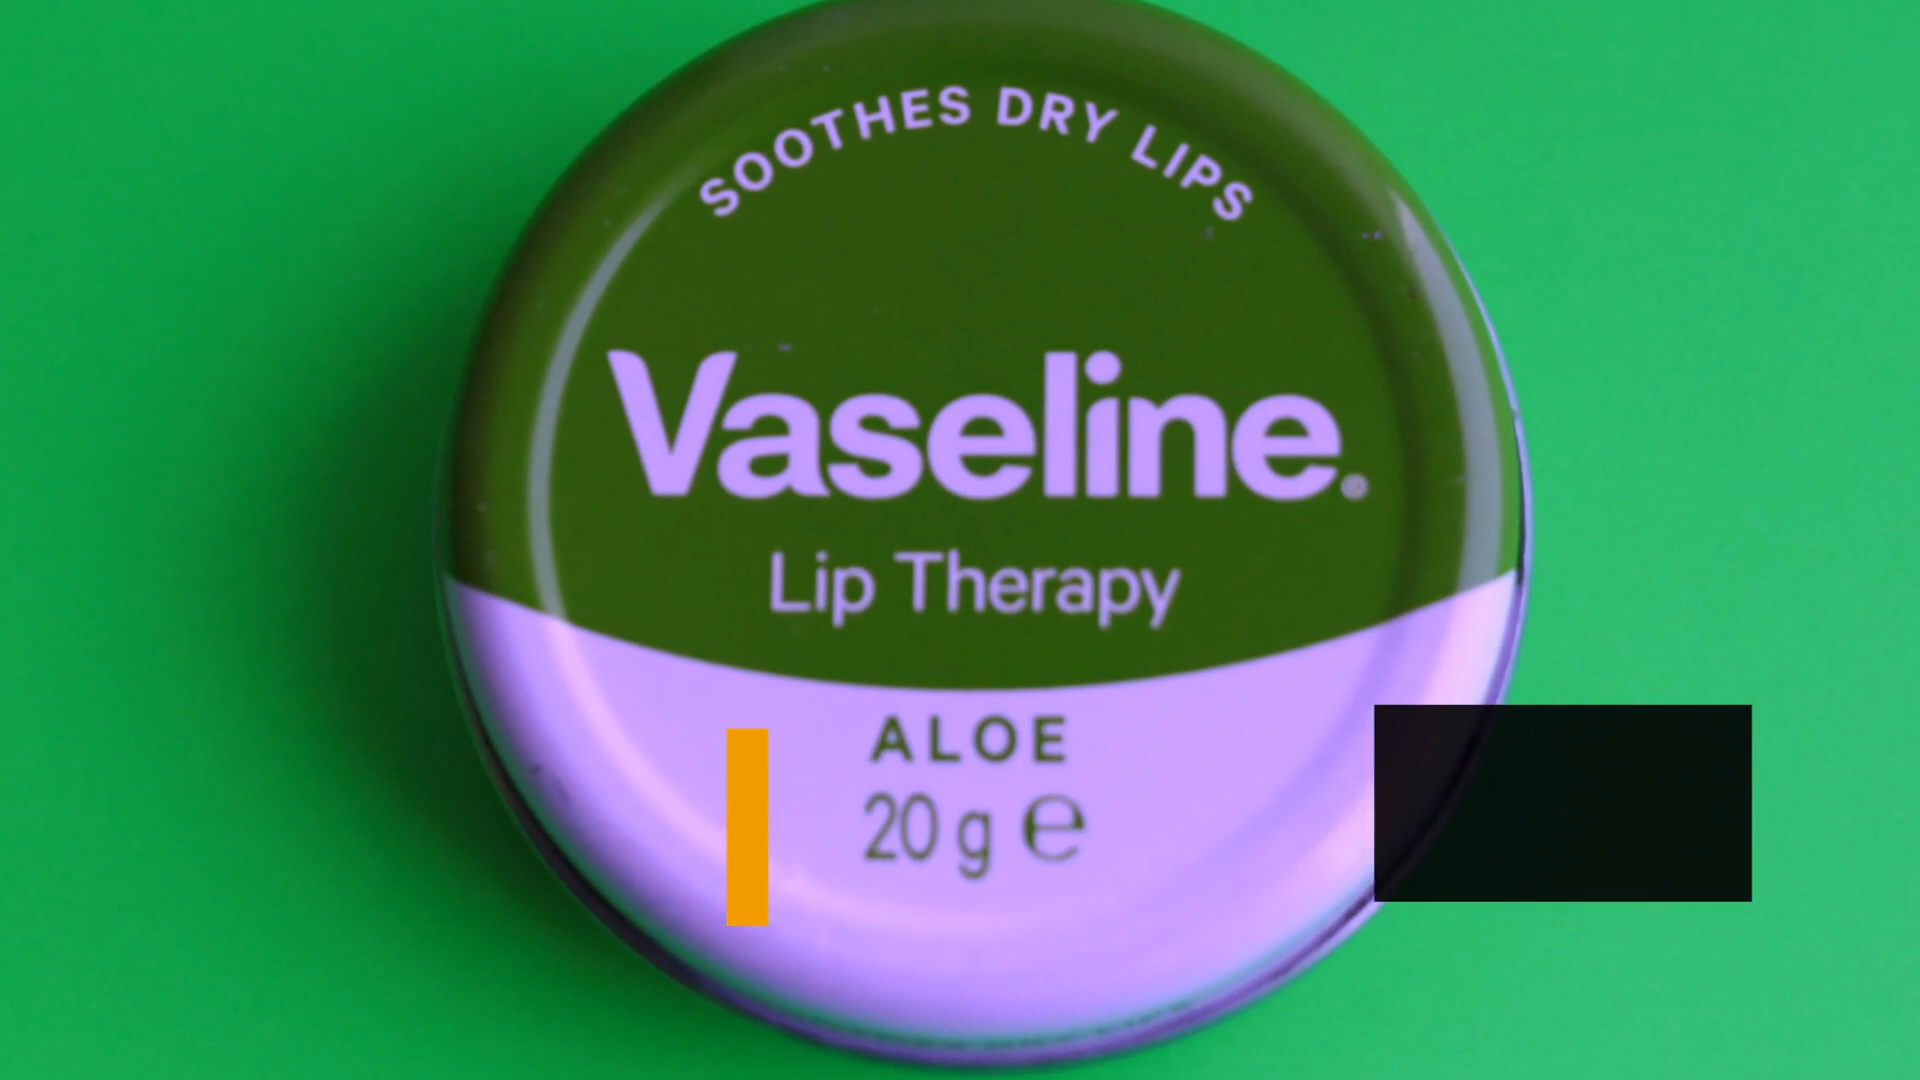 SOOTHES DRY LIPS
Vaseline®
Lip Therapy
ALOE
20 g ℮